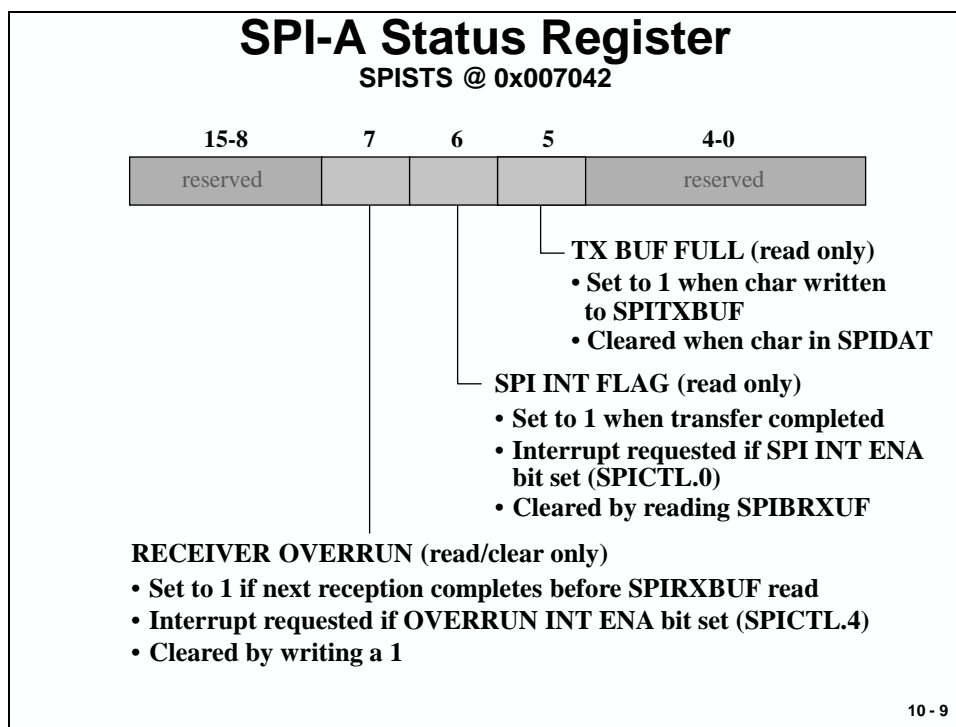 SPI-A Status Register
SPISTS @ 0x007042
15-8 7 6 5 4-0
reserved reserved
TX BUF FULL (read only)
• Set to 1 when char written
to SPITXBUF
• Cleared when char in SPIDAT
SPI INT FLAG (read only)
• Set to 1 when transfer completed
• Interrupt requested if SPI INT ENA
bit set (SPICTL.0)
• Cleared by reading SPIBRXUF
RECEIVER OVERRUN (read/clear only)
• Set to 1 if next reception completes before SPIRXBUF read
• Interrupt requested if OVERRUN INT ENA bit set (SPICTL.4)
• Cleared by writing a 1
10 - 9